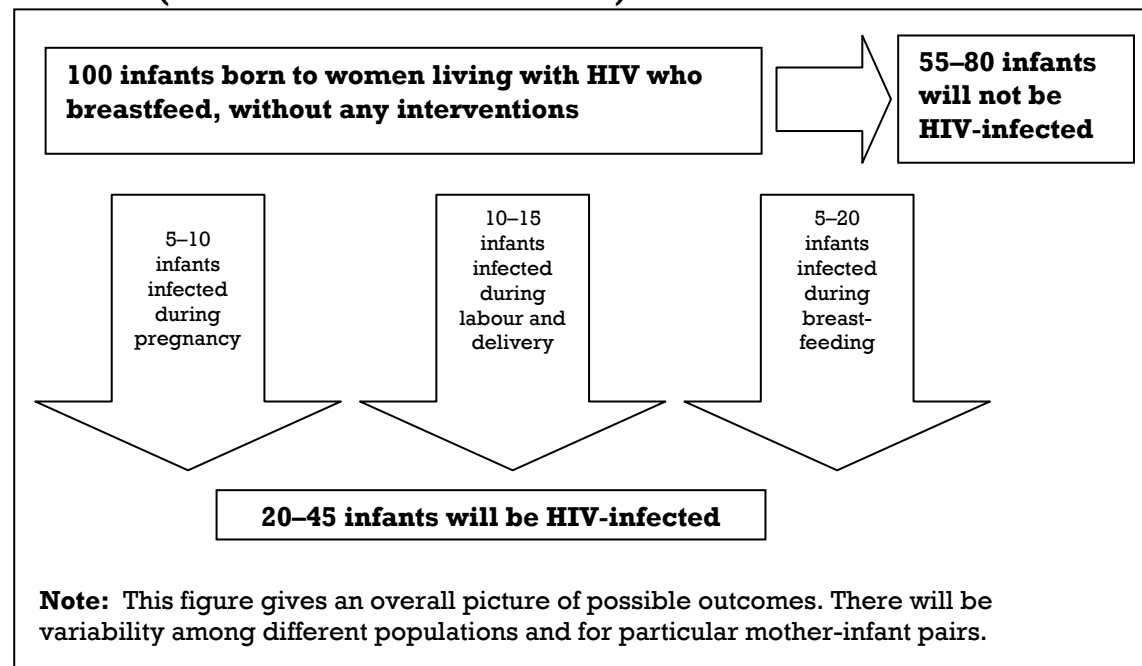 100 infants born to women living with HIV who
breastfeed, without any interventions
55–80 infants
will not be
HIV-infected
5–10
infants
infected
during
pregnancy
10–15
infants
infected
during
labour and
delivery
5–20
infants
infected
during
breast-
feeding
20–45 infants will be HIV-infected
Note: This figure gives an overall picture of possible outcomes. There will be
variability among different populations and for particular mother-infant pairs.